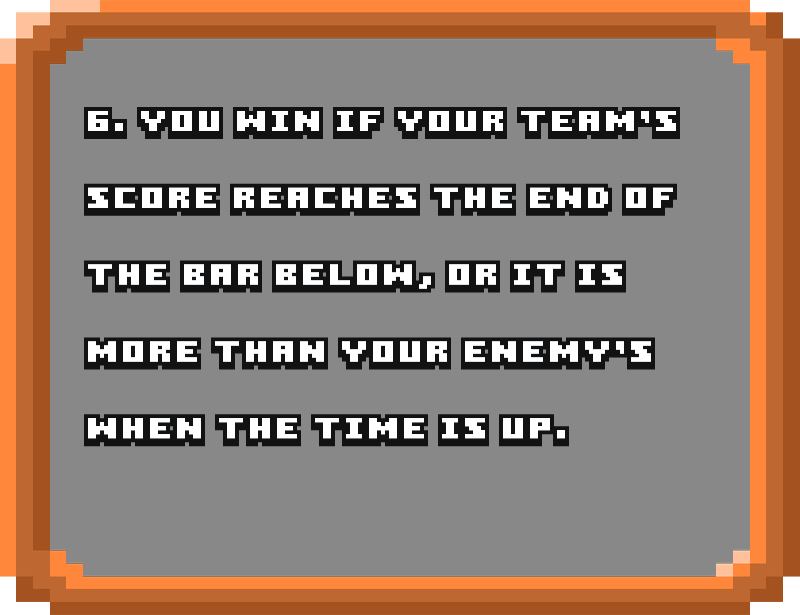 6. YOU WIN IF YOUR TEAM'S
SCORE REACHES THE END OF
THE BAR BELOW, OR IT IS
MORE THAN YOUR ENEMY'S
WHEN THE TIME IS UP.